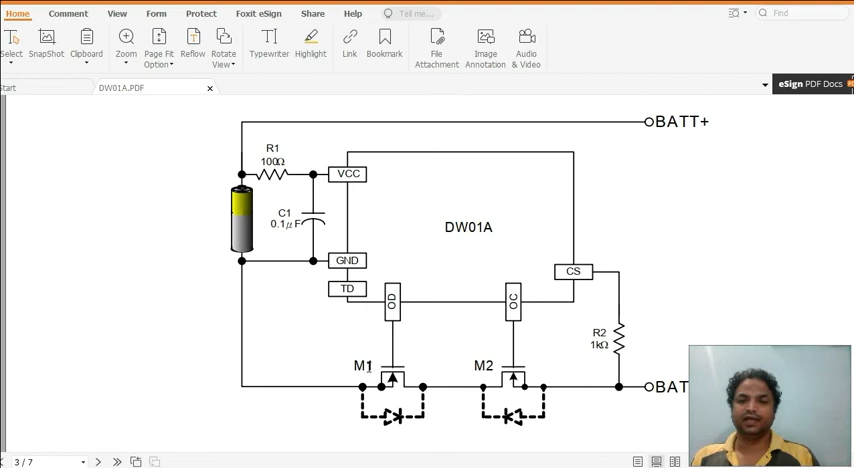 Home Comment View Form Protect Foxit eSign Share Help Tell me... Find
Select SnapShot Clipboard Zoom Page Fit Option Reflow Rotate View Typewriter Highlight Link Bookmark File Attachment Image Annotation Audio & Video
Start DW01A.PDF eSign PDF Docs
BATT+
R1
100Ω
VCC
C1
0.1μF
DW01A
GND
CS
TD
OD
OC
R2
1kΩ
M1
M2
BATT
3 / 7